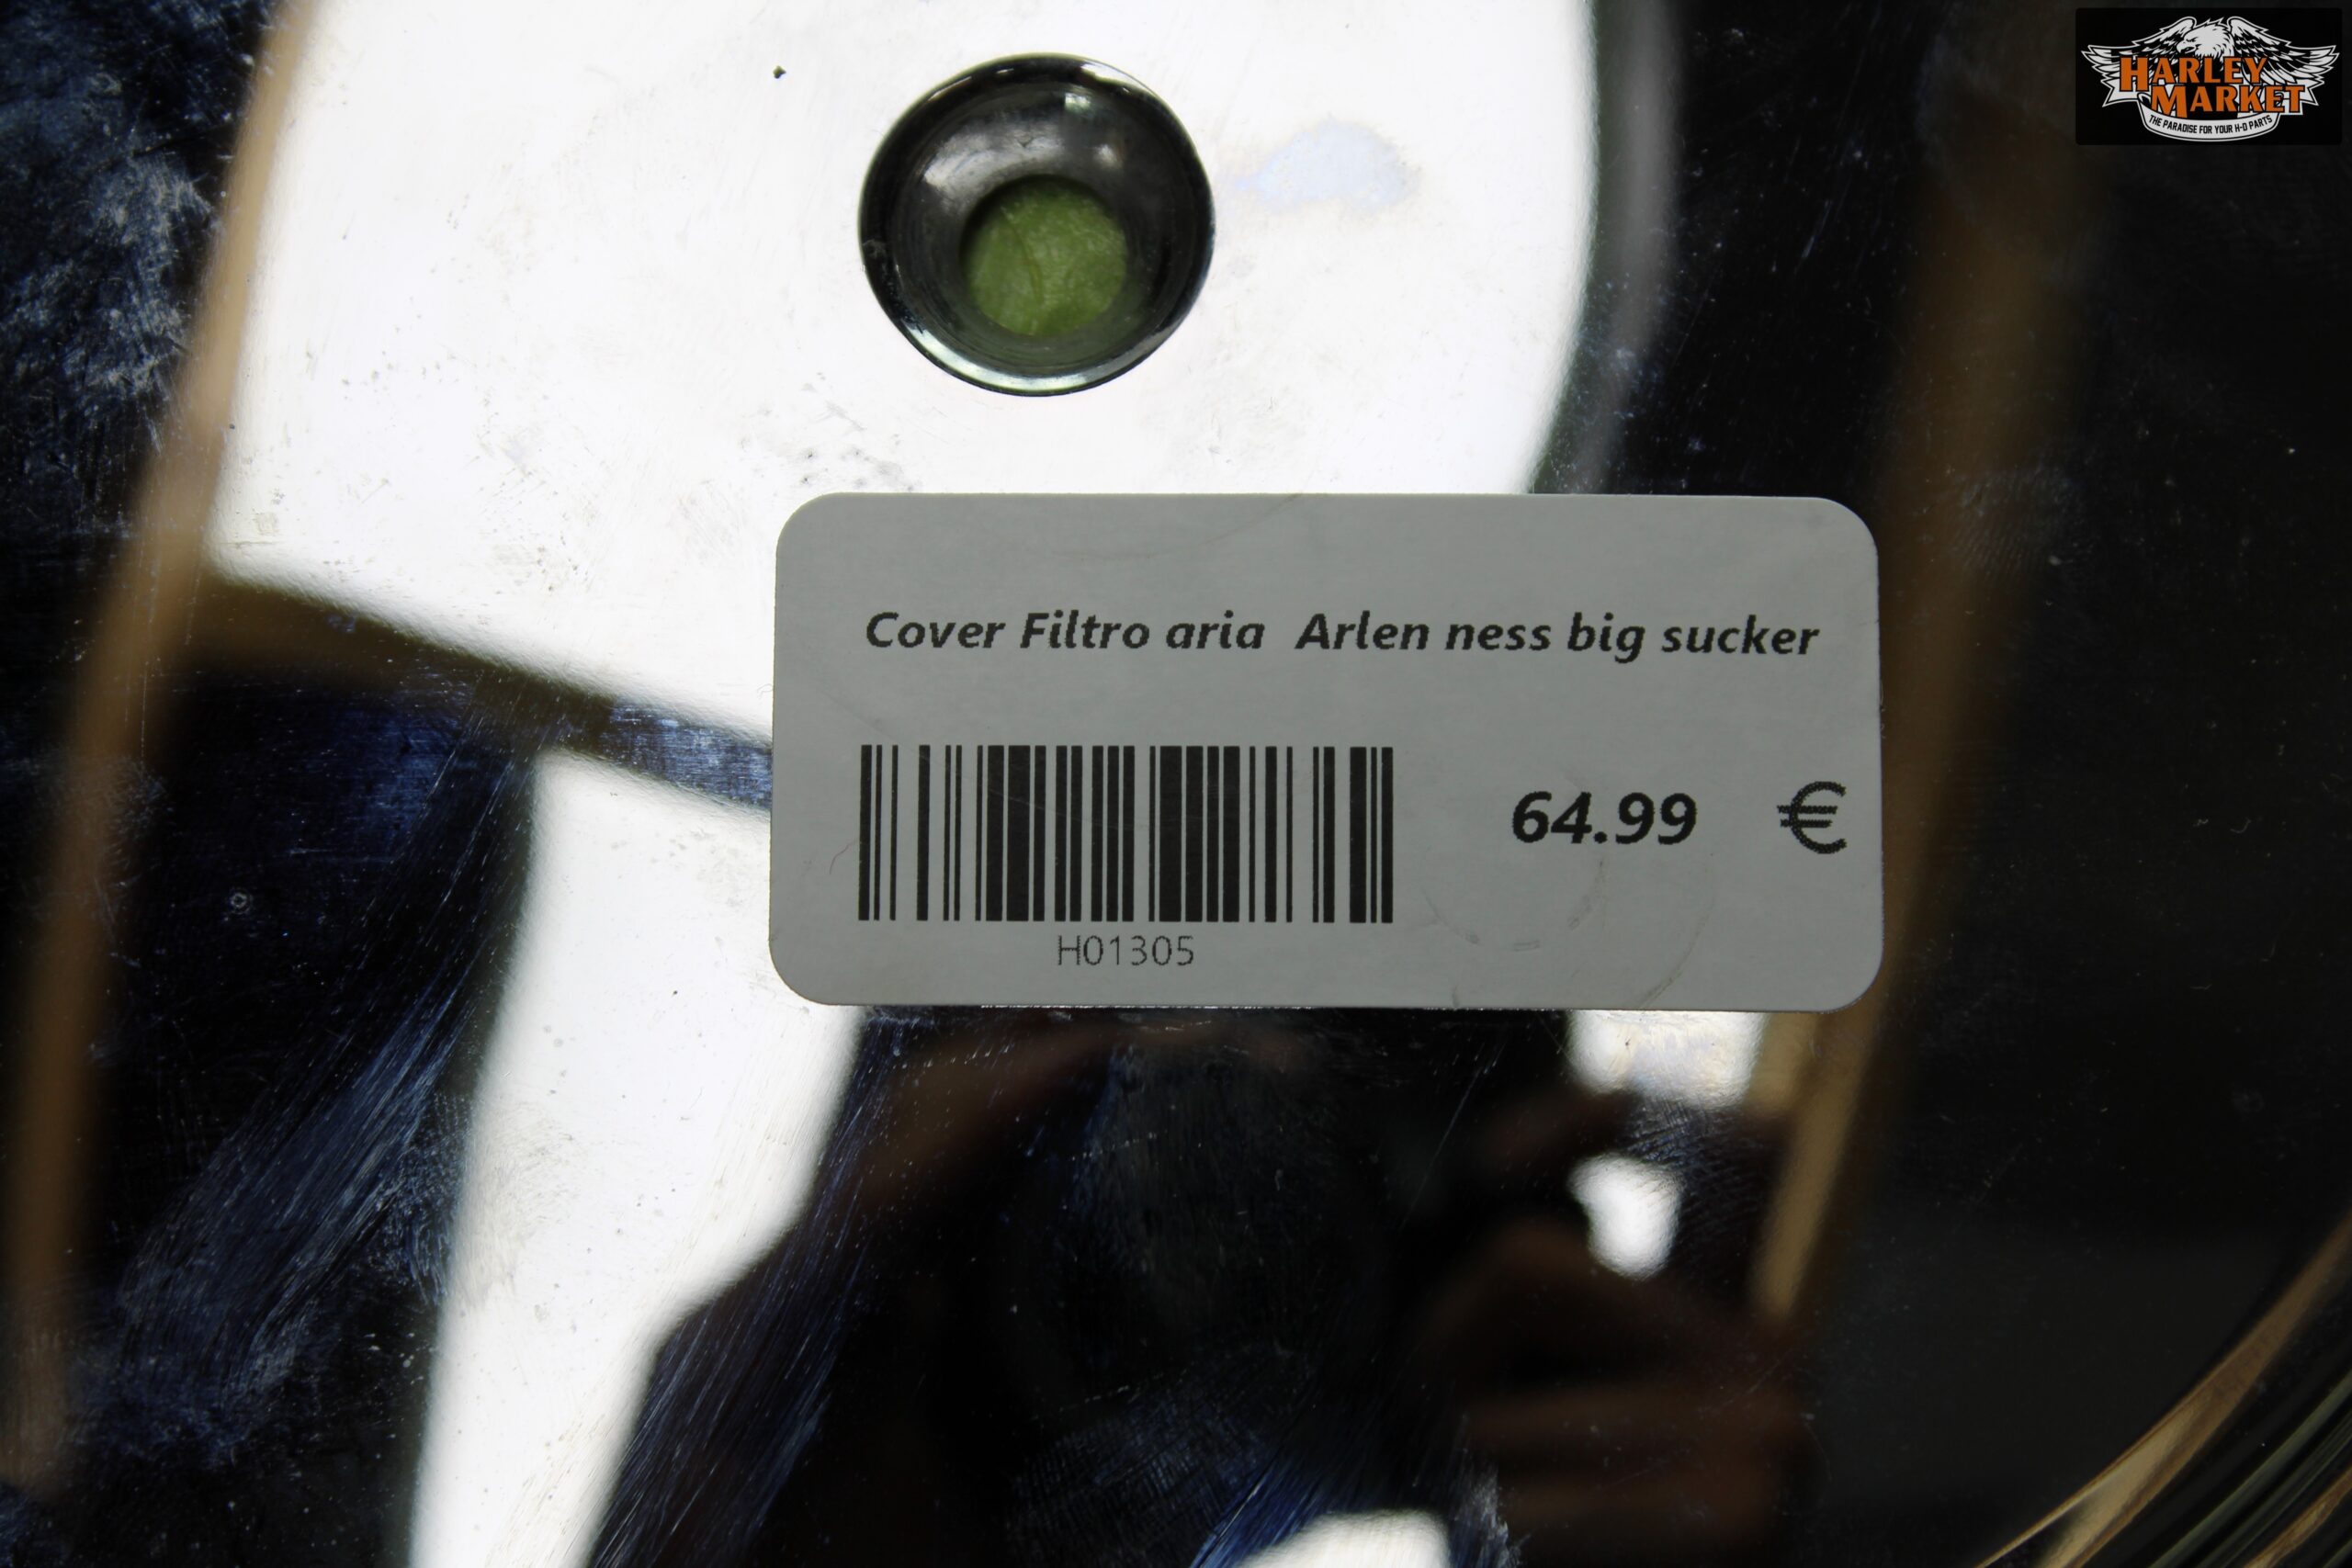 HARLEY
MARKET
THE PARADISE FOR YOUR H-D PARTS
Cover Filtro aria  Arlen ness big sucker
64.99 €
H01305